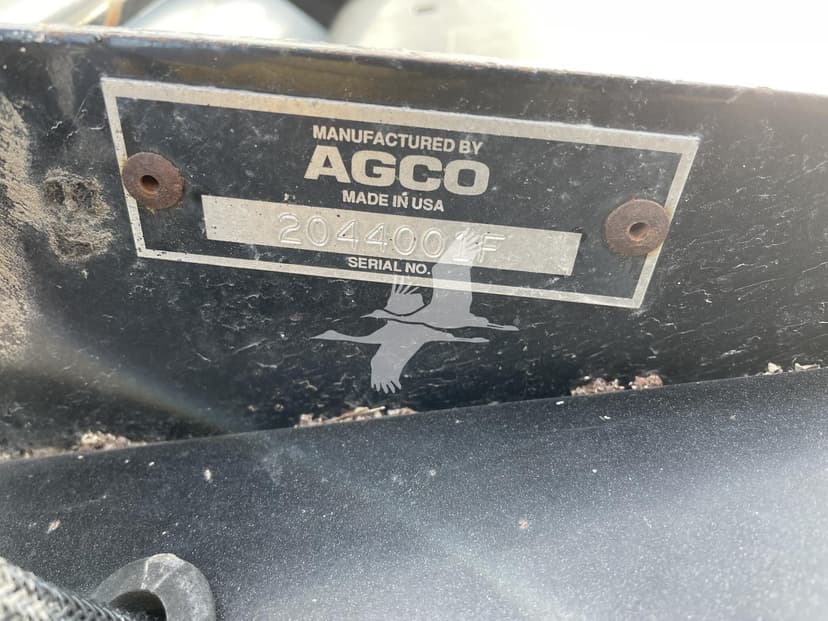 MANUFACTURED BY
AGCO
MADE IN USA
2044001F
SERIAL NO.